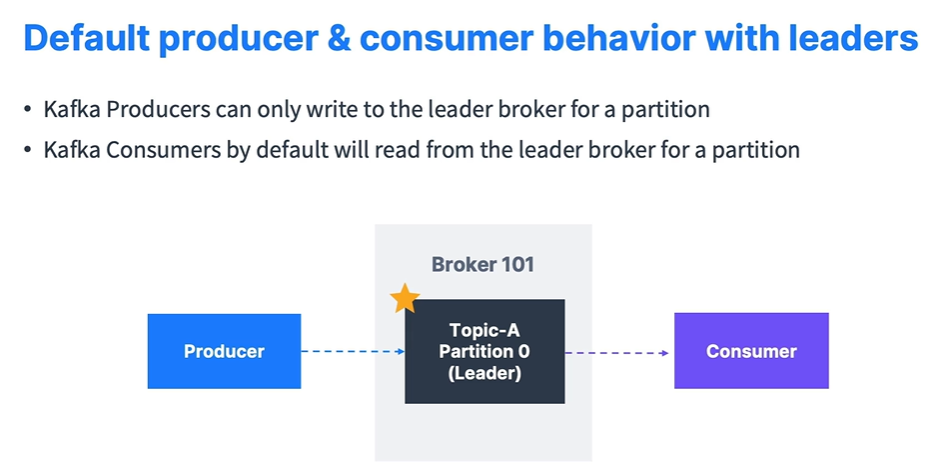 Default producer & consumer behavior with leaders
• Kafka Producers can only write to the leader broker for a partition
• Kafka Consumers by default will read from the leader broker for a partition
Broker 101
Producer
Topic-A
Partition 0
(Leader)
Consumer